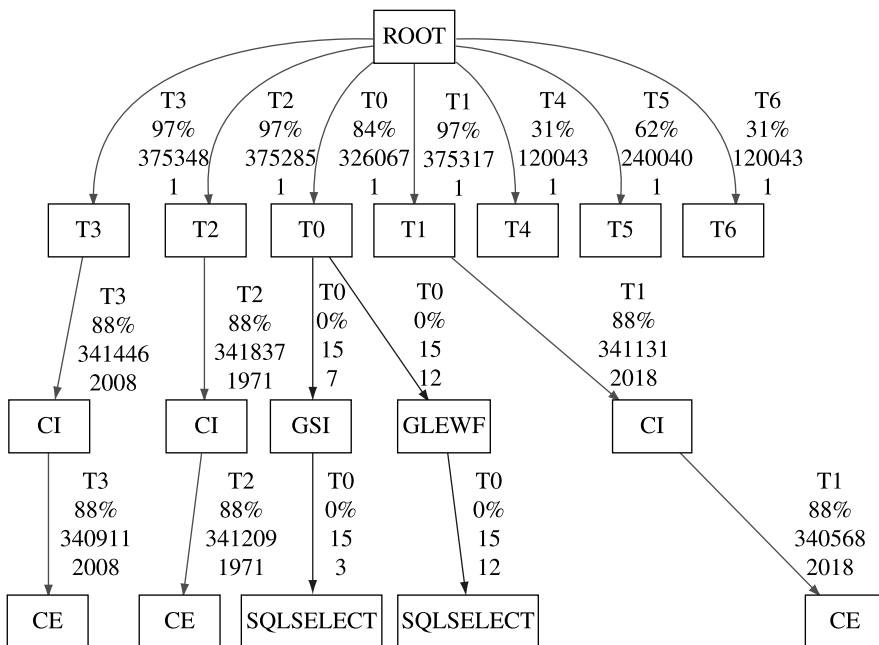 ROOT
T3
97%
375348
1
T2
97%
375285
1
T0
84%
326067
1
T1
97%
375317
1
T4
31%
120043
1
T5
62%
240040
1
T6
31%
120043
1
T3
T2
T0
T1
T4
T5
T6
T3
88%
341446
2008
T2
88%
341837
1971
T0
0%
15
7
T0
0%
15
12
T1
88%
341131
2018
CI
CI
GSI
GLEWF
CI
T3
88%
340911
2008
T2
88%
341209
1971
T0
0%
15
3
T0
0%
15
12
T1
88%
340568
2018
CE
CE
SQLSELECT
SQLSELECT
CE